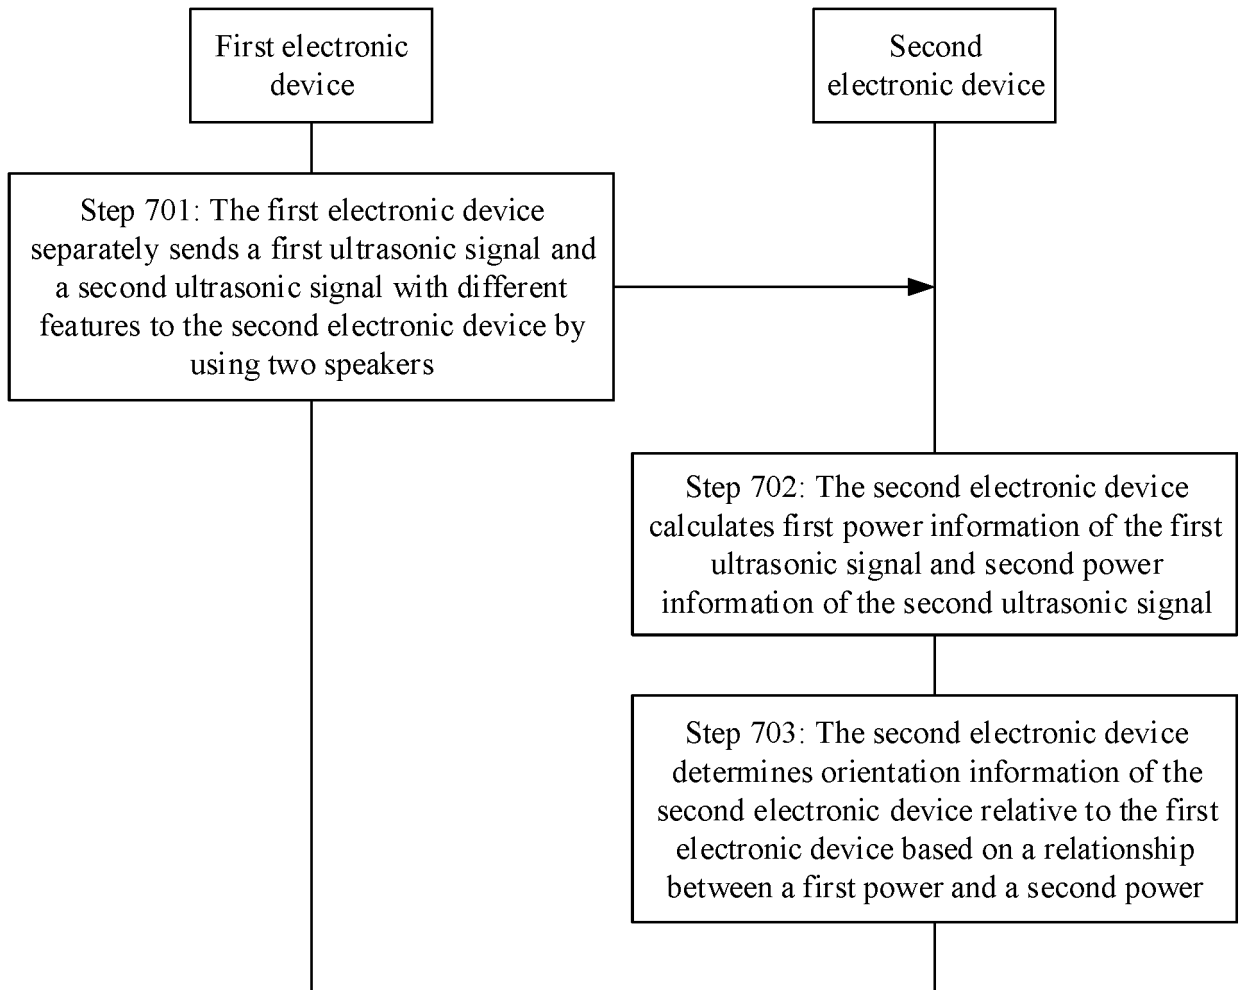 First electronic
device
Second
electronic device
Step 701: The first electronic device
separately sends a first ultrasonic signal and
a second ultrasonic signal with different
features to the second electronic device by
using two speakers
Step 702: The second electronic device
calculates first power information of the first
ultrasonic signal and second power
information of the second ultrasonic signal
Step 703: The second electronic device
determines orientation information of the
second electronic device relative to the first
electronic device based on a relationship
between a first power and a second power